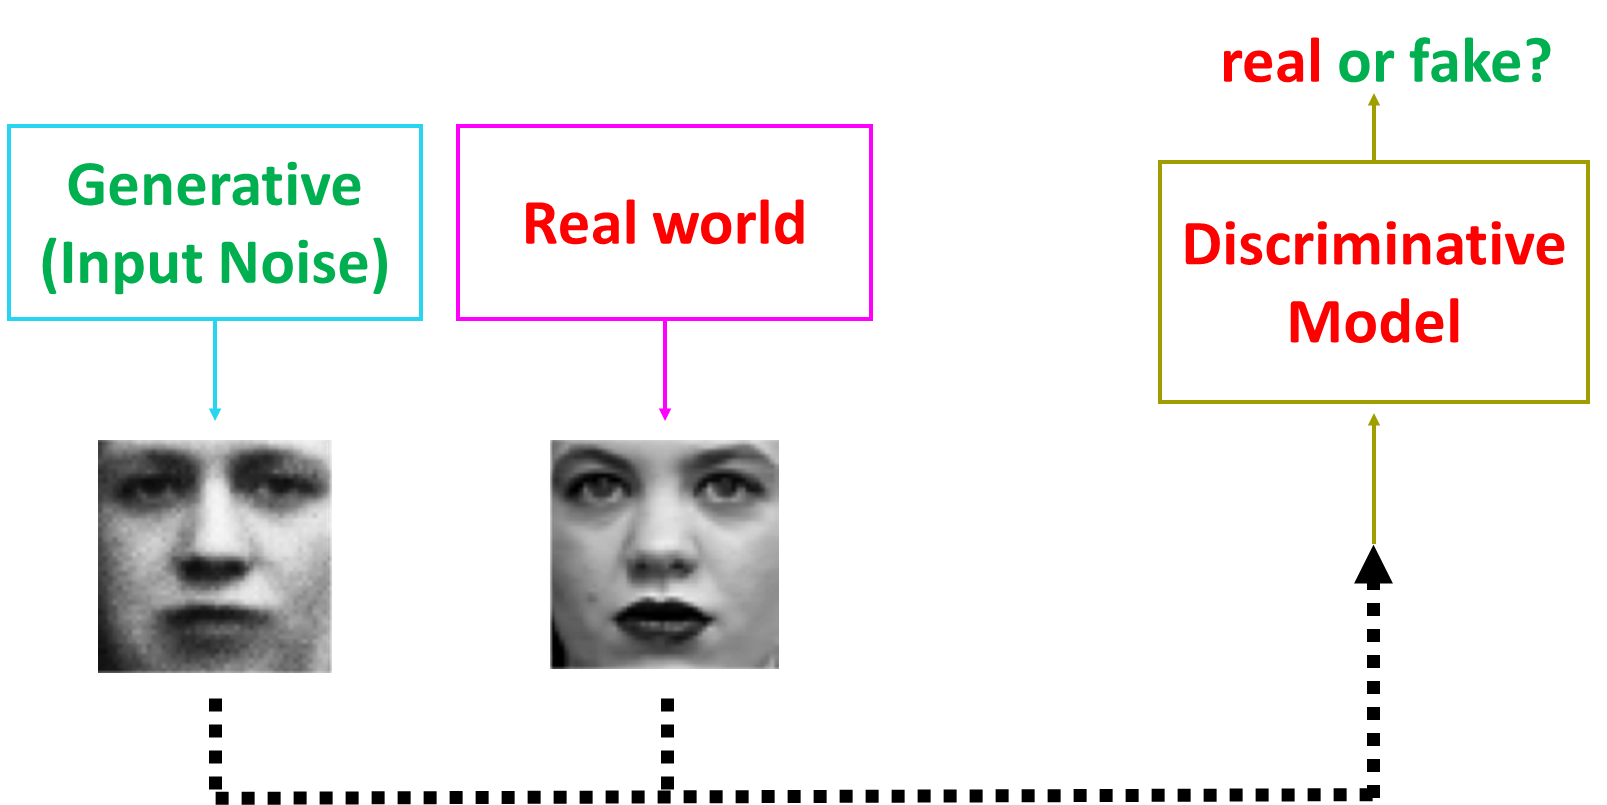 real or fake?
Generative
(Input Noise)
Real world
Discriminative
Model